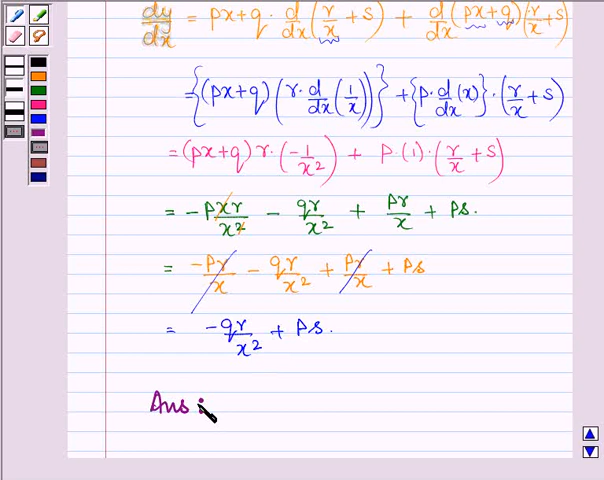 dy/dx = px+q · d/dx (r/x + s) + d/dx (px + q)(r/x + s)
= {(px+q) (r · d/dx (1/x))} + {p · d/dx (x)} · (r/x + s)
= (px+q) r · (-1/x²) + p · (1) · (r/x + s)
= -pxr/x² - qr/x² + pr/x + ps.
= -pr/x - qr/x² + pr/x + ps
= -qr/x² + ps.
Ans :